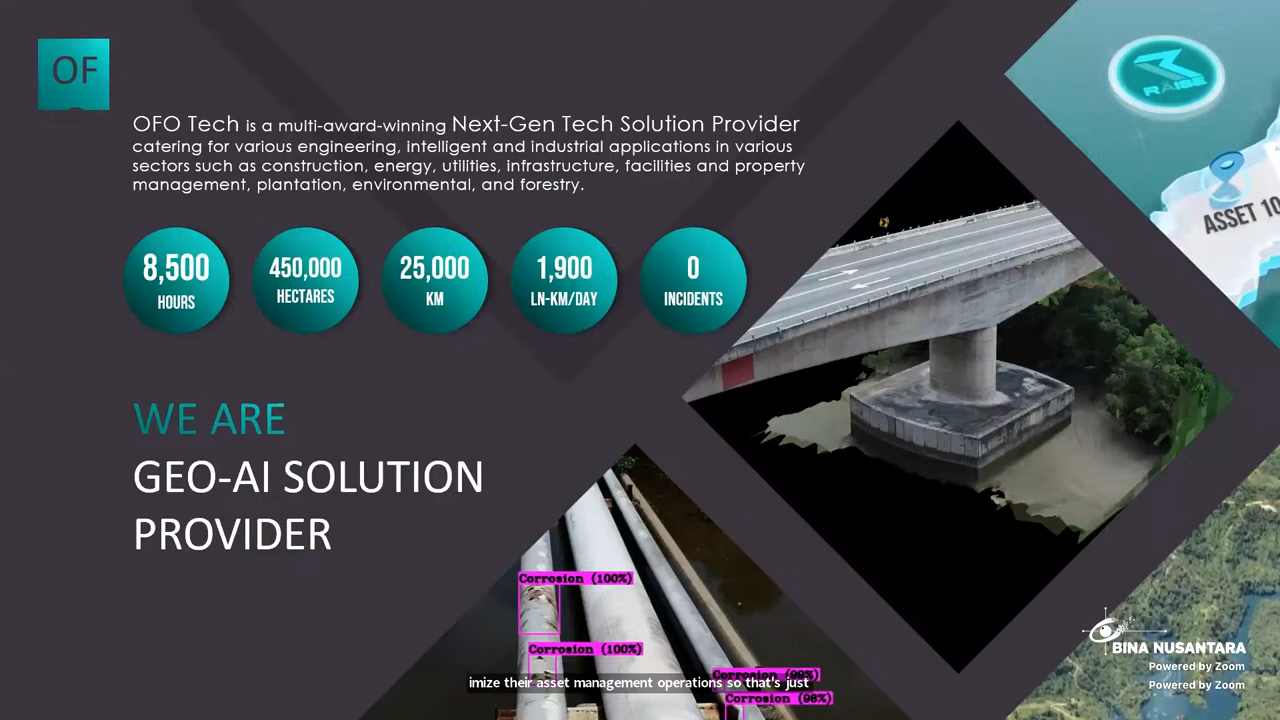 OF
OFO Tech is a multi-award-winning Next-Gen Tech Solution Provider
catering for various engineering, intelligent and industrial applications in various
sectors such as construction, energy, utilities, infrastructure, facilities and property
management, plantation, environmental, and forestry.
8,500
HOURS
450,000
HECTARES
25,000
KM
1,900
LN-KM/DAY
0
INCIDENTS
WE ARE
GEO-AI SOLUTION
PROVIDER
RAISE
ASSET 10
Corrosion (100%)
Corrosion (100%)
Corrosion (99%)
Corrosion (98%)
imize their asset management operations so that's just
BINA NUSANTARA
Powered by Zoom
Powered by Zoom